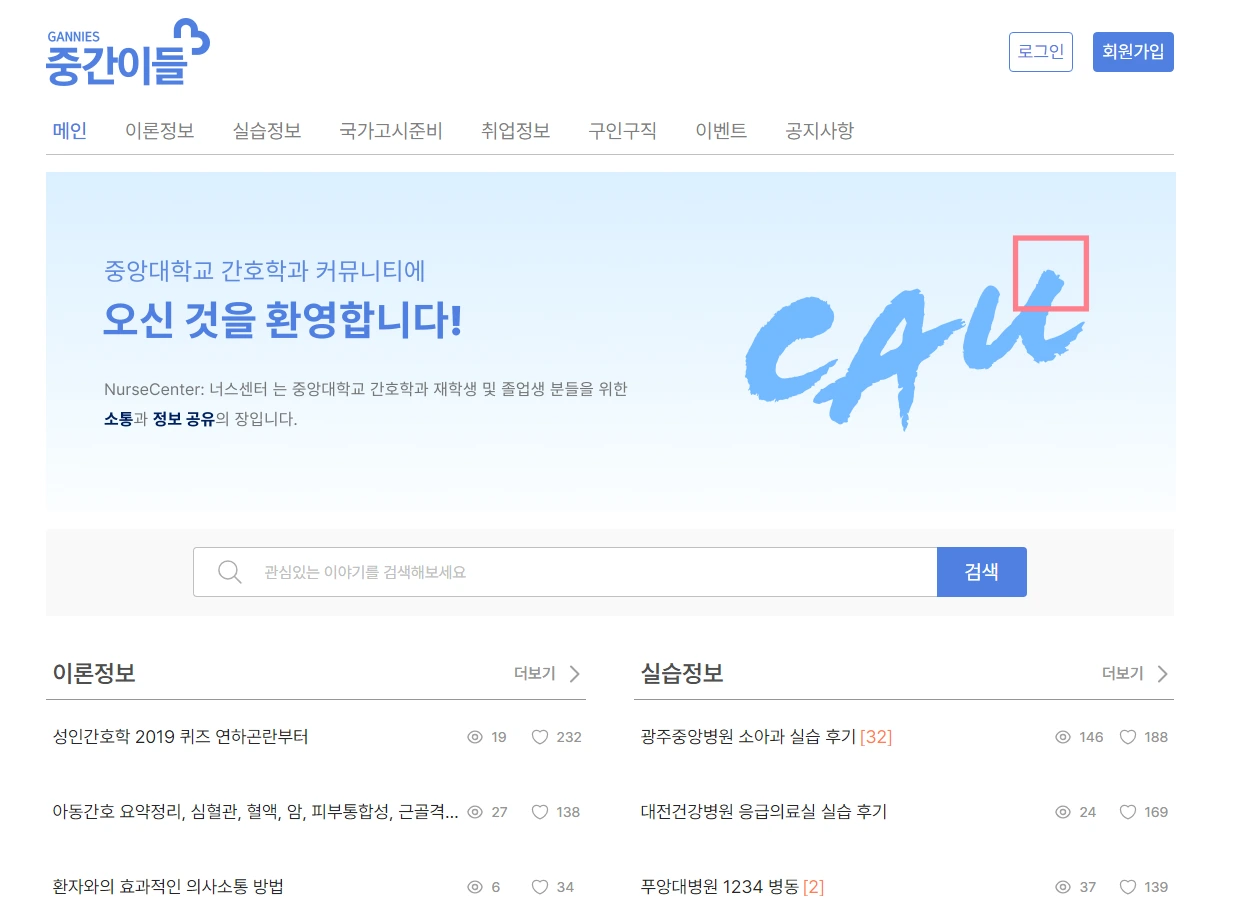 GANNIES
중간이들
로그인 회원가입
메인 이론정보 실습정보 국가고시준비 취업정보 구인구직 이벤트 공지사항
중앙대학교 간호학과 커뮤니티에
오신 것을 환영합니다!
NurseCenter: 너스센터 는 중앙대학교 간호학과 재학생 및 졸업생 분들을 위한
소통과 정보 공유의 장입니다.
CAU
관심있는 이야기를 검색해보세요 검색
이론정보 더보기
성인간호학 2019 퀴즈 연하곤란부터 19 232
아동간호 요약정리, 심혈관, 혈액, 암, 피부통합성, 근골격... 27 138
환자와의 효과적인 의사소통 방법 6 34
실습정보 더보기
광주중앙병원 소아과 실습 후기 [32] 146 188
대전건강병원 응급의료실 실습 후기 24 169
푸앙대병원 1234 병동 [2] 37 139